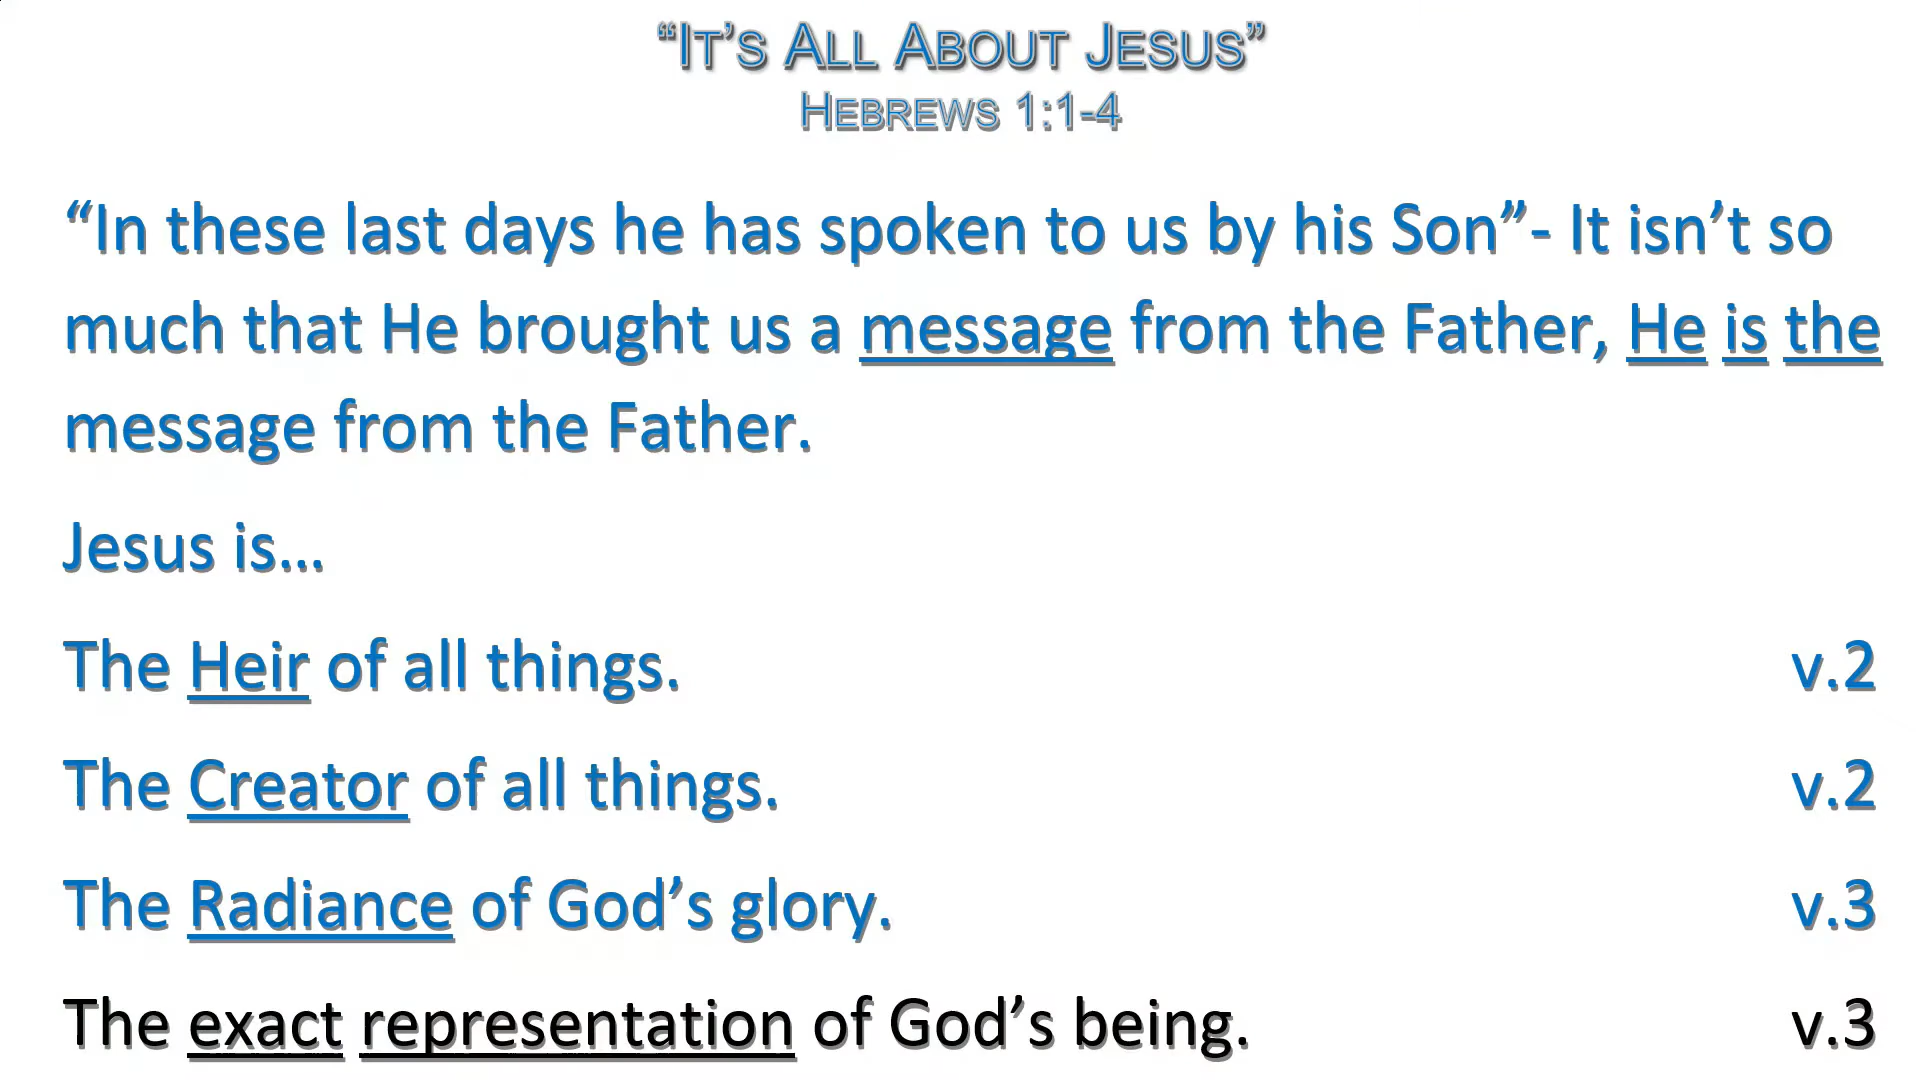 “IT’S ALL ABOUT JESUS”
HEBREWS 1:1-4
“In these last days he has spoken to us by his Son”- It isn’t so
much that He brought us a message from the Father, He is the
message from the Father.
Jesus is…
The Heir of all things. v.2
The Creator of all things. v.2
The Radiance of God’s glory. v.3
The exact representation of God’s being. v.3